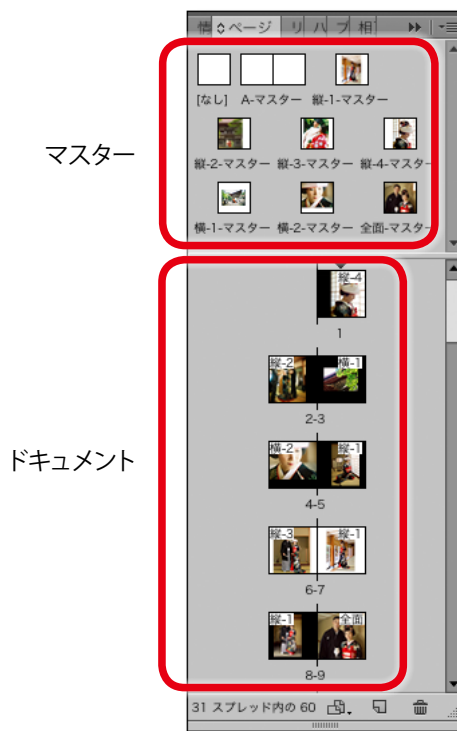 情 ページ リ ハ ブ 相
[なし] A-マスター 縦-1-マスター
マスター
縦-2-マスター 縦-3-マスター 縦-4-マスター
横-1-マスター 横-2-マスター 全面-マスター
縦-4
1
縦-2 横-1
2-3
ドキュメント
横-2 縦-1
4-5
縦-3 縦-1
6-7
縦-1 全面
8-9
31 スプレッド内の 60